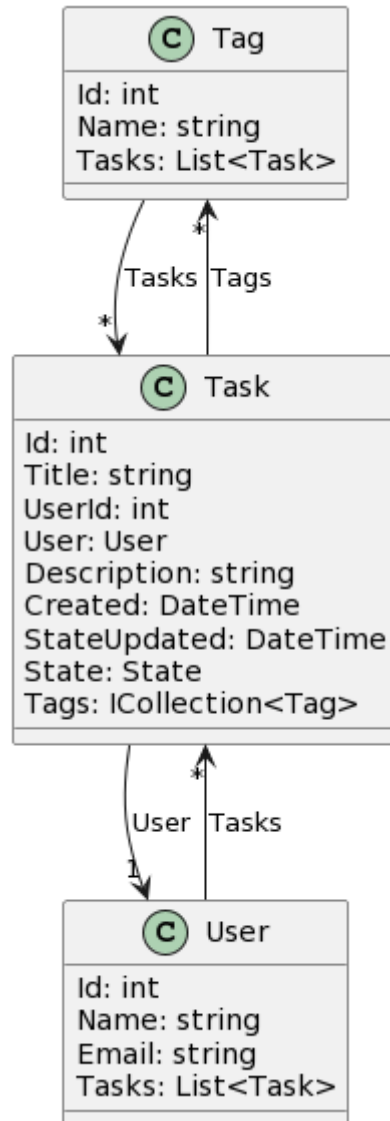 C Tag
Id: int
Name: string
Tasks: List<Task>
Tasks
Tags
*
*
C Task
Id: int
Title: string
UserId: int
User: User
Description: string
Created: DateTime
StateUpdated: DateTime
State: State
Tags: ICollection<Tag>
*
User
Tasks
1
C User
Id: int
Name: string
Email: string
Tasks: List<Task>